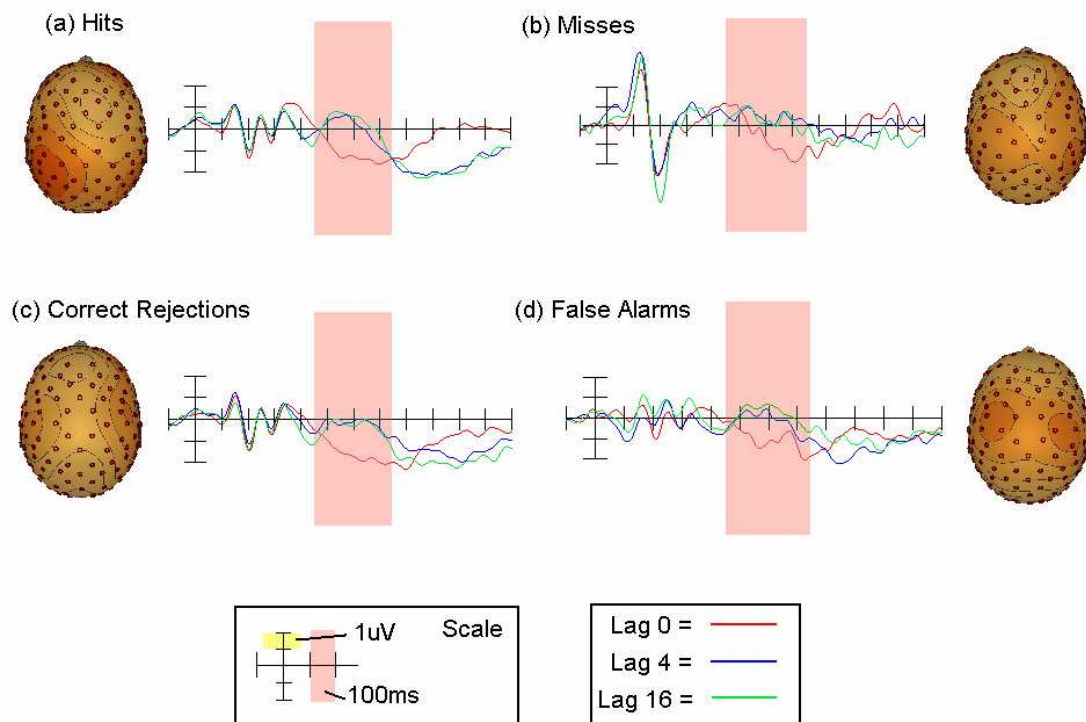 (a) Hits
(b) Misses
(c) Correct Rejections
(d) False Alarms
1uV
Scale
100ms
Lag 0 =
Lag 4 =
Lag 16 =